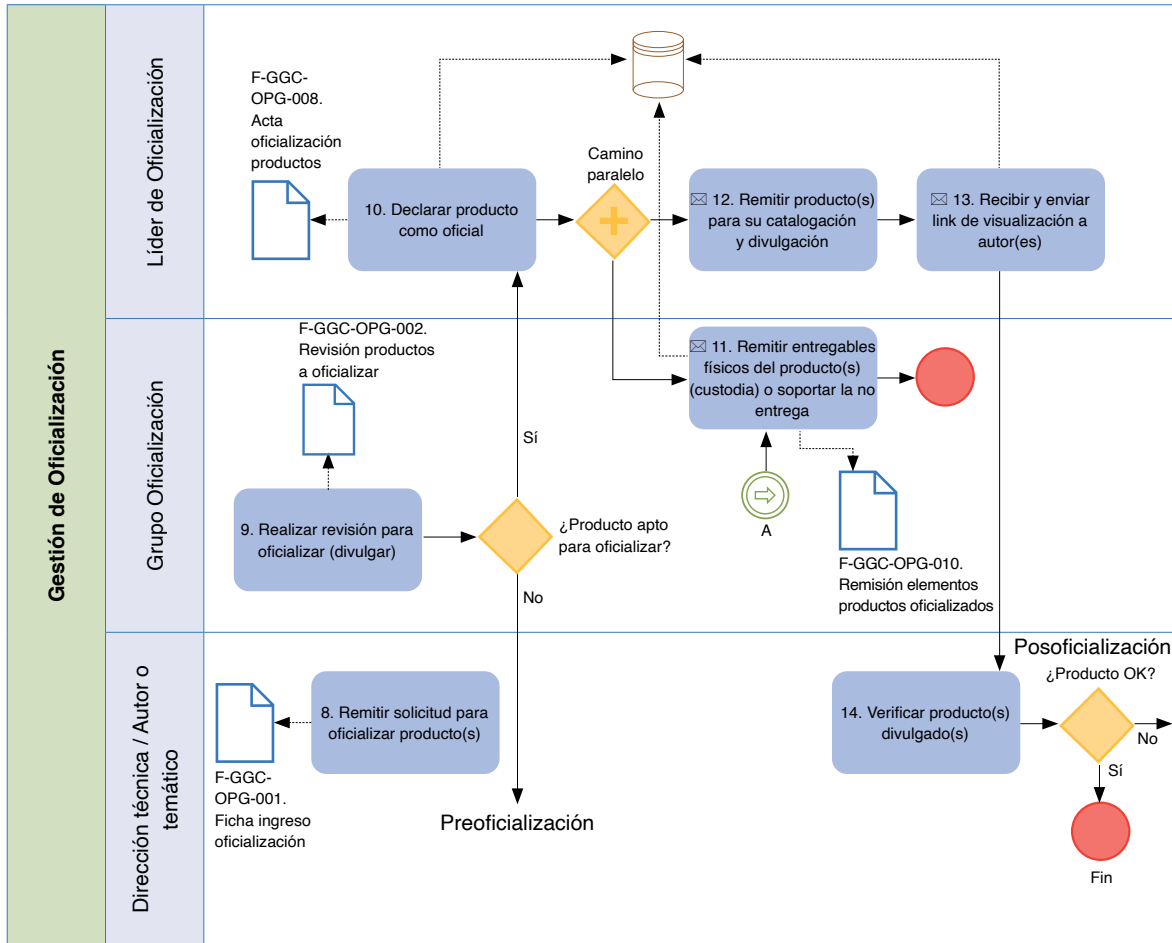 Gestión de Oficialización
Líder de Oficialización
F-GGC-
OPG-008.
Acta
oficialización
productos
10. Declarar producto
como oficial
Camino
paralelo
12. Remitir producto(s)
para su catalogación
y divulgación
13. Recibir y enviar
link de visualización a
autor(es)
Grupo Oficialización
F-GGC-OPG-002.
Revisión productos
a oficializar
9. Realizar revisión para
oficializar (divulgar)
Sí
¿Producto apto
para oficializar?
No
11. Remitir entregables
físicos del producto(s)
(custodia) o soportar la no
entrega
A
F-GGC-OPG-010.
Remisión elementos
productos oficializados
Dirección técnica / Autor o
temático
F-GGC-
OPG-001.
Ficha ingreso
oficialización
8. Remitir solicitud para
oficializar producto(s)
Preoficialización
14. Verificar producto(s)
divulgado(s)
Posoficialización
¿Producto OK?
No
Sí
Fin